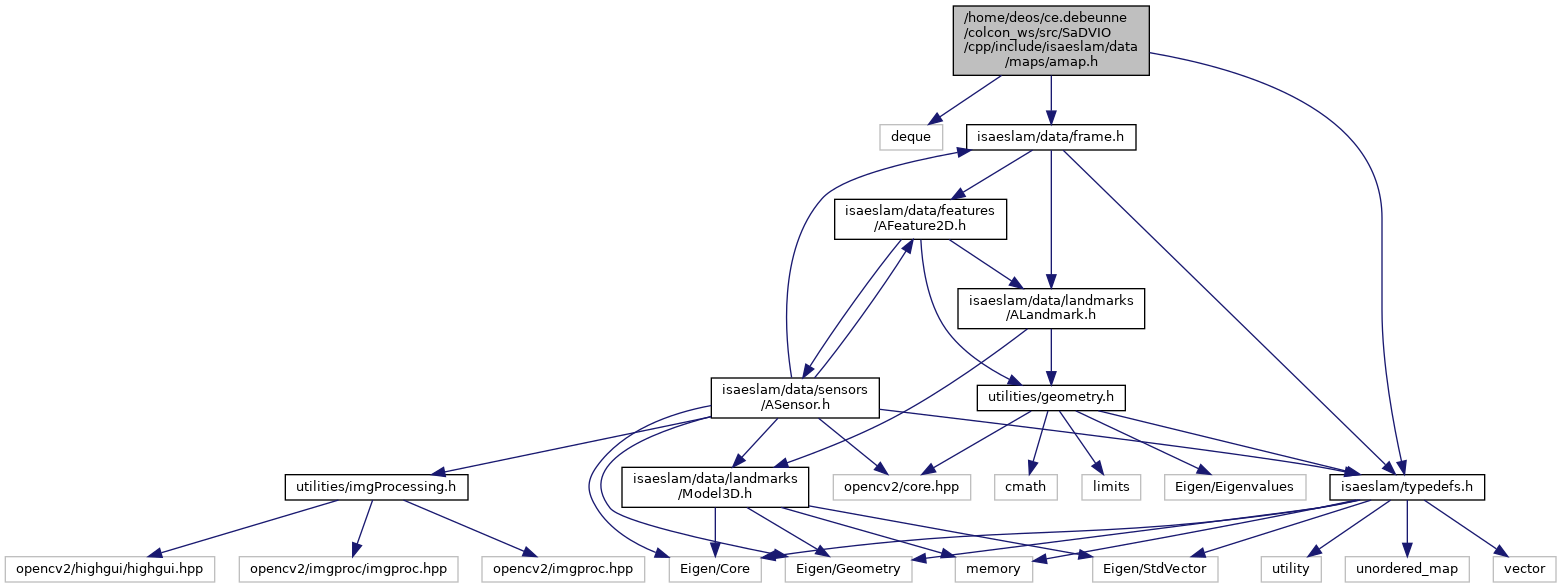 /home/deos/ce.debeunne
/colcon_ws/src/SaDVIO
/cpp/include/isaeslam/data
/maps/amap.h
deque
isaeslam/data/frame.h
isaeslam/data/features
/AFeature2D.h
isaeslam/data/landmarks
/ALandmark.h
isaeslam/data/sensors
/ASensor.h
utilities/geometry.h
utilities/imgProcessing.h
isaeslam/data/landmarks
/Model3D.h
opencv2/core.hpp
cmath
limits
Eigen/Eigenvalues
isaeslam/typedefs.h
opencv2/highgui/highgui.hpp
opencv2/imgproc/imgproc.hpp
opencv2/imgproc.hpp
Eigen/Core
Eigen/Geometry
memory
Eigen/StdVector
utility
unordered_map
vector